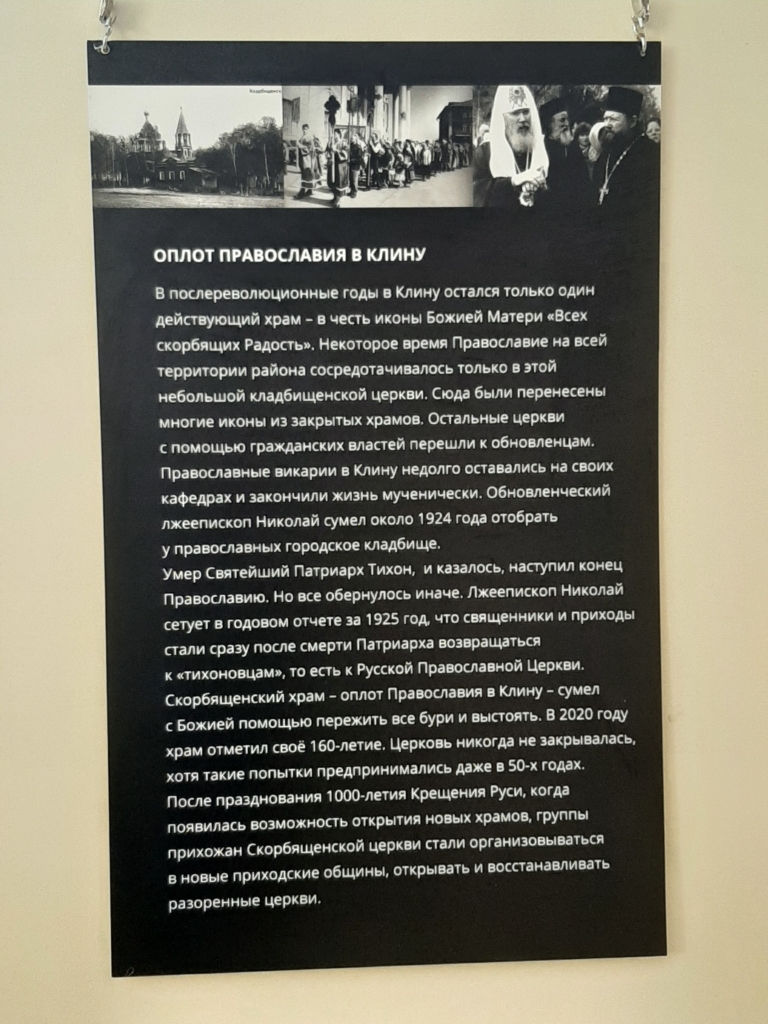 ОПЛОТ ПРАВОСЛАВИЯ В КЛИНУ
В послереволюционные годы в Клину остался только один
действующий храм – в честь иконы Божией Матери «Всех
скорбящих Радость». Некоторое время Православие на всей
территории района сосредотачивалось только в этой
небольшой кладбищенской церкви. Сюда были перенесены
многие иконы из закрытых храмов. Остальные церкви
с помощью гражданских властей перешли к обновленцам.
Православные викарии в Клину недолго оставались на своих
кафедрах и закончили жизнь мученически. Обновленческий
лжеепископ Николай сумел около 1924 года отобрать
у православных городское кладбище.
Умер Святейший Патриарх Тихон, и казалось, наступил конец
Православию. Но все обернулось иначе. Лжеепископ Николай
сетует в годовом отчете за 1925 год, что священники и приходы
стали сразу после смерти Патриарха возвращаться
к «тихоновцам», то есть к Русской Православной Церкви.
Скорбященский храм – оплот Православия в Клину – сумел
с Божией помощью пережить все бури и выстоять. В 2020 году
храм отметил своё 160-летие. Церковь никогда не закрывалась,
хотя такие попытки предпринимались даже в 50-х годах.
После празднования 1000-летия Крещения Руси, когда
появилась возможность открытия новых храмов, группы
прихожан Скорбященской церкви стали организовываться
в новые приходские общины, открывать и восстанавливать
разоренные церкви.